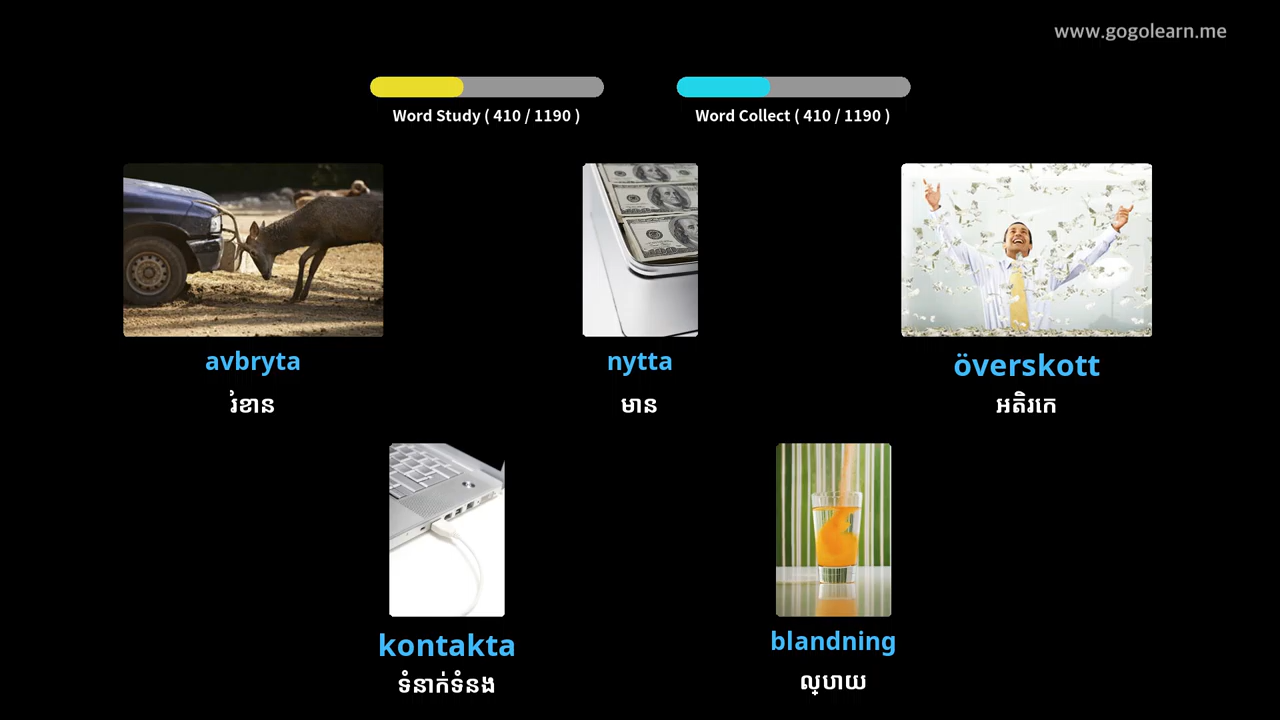 www.gogolearn.me
Word Study ( 410 / 1190 )
Word Collect ( 410 / 1190 )
avbryta
nytta
överskott
រំខាន
មាន
អតិរកេ
kontakta
blandning
ទំនាក់ទំនង
ល្បហាយ